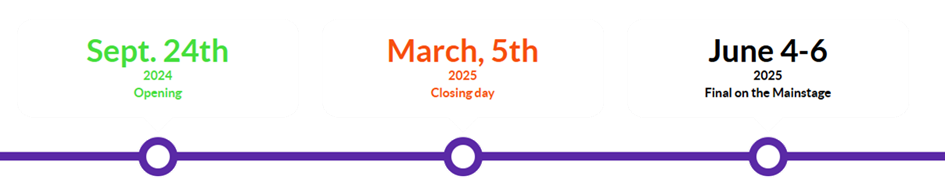 Sept. 24th
2024
Opening
March, 5th
2025
Closing day
June 4-6
2025
Final on the Mainstage